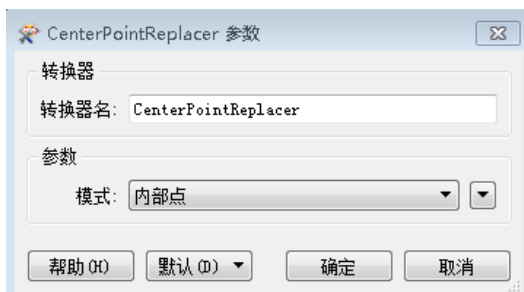 CenterPointReplacer 参数
转换器
转换器名: CenterPointReplacer
参数
模式: 内部点
帮助(H) 默认(D) 确定 取消